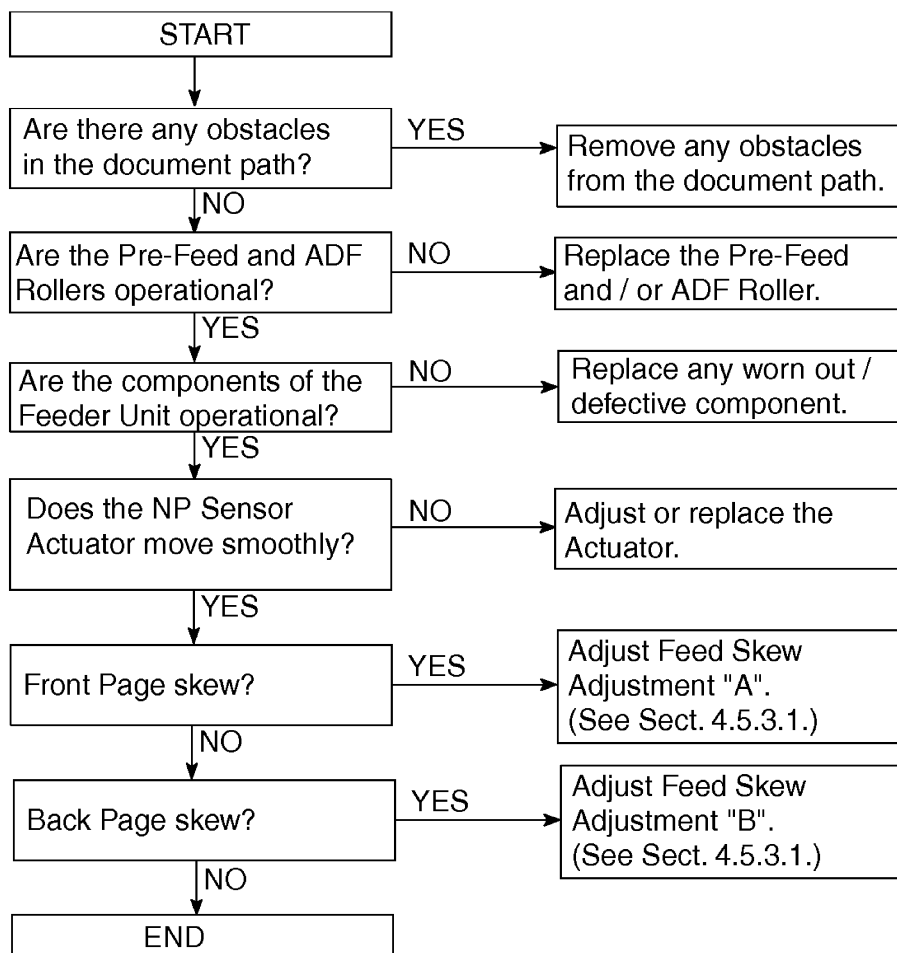 START
Are there any obstacles
in the document path?
YES
Remove any obstacles
from the document path.
NO
Are the Pre-Feed and ADF
Rollers operational?
NO
Replace the Pre-Feed
and / or ADF Roller.
YES
Are the components of the
Feeder Unit operational?
NO
Replace any worn out /
defective component.
YES
Does the NP Sensor
Actuator move smoothly?
NO
Adjust or replace the
Actuator.
YES
Front Page skew?
YES
Adjust Feed Skew
Adjustment "A".
(See Sect. 4.5.3.1.)
NO
Back Page skew?
YES
Adjust Feed Skew
Adjustment "B".
(See Sect. 4.5.3.1.)
NO
END